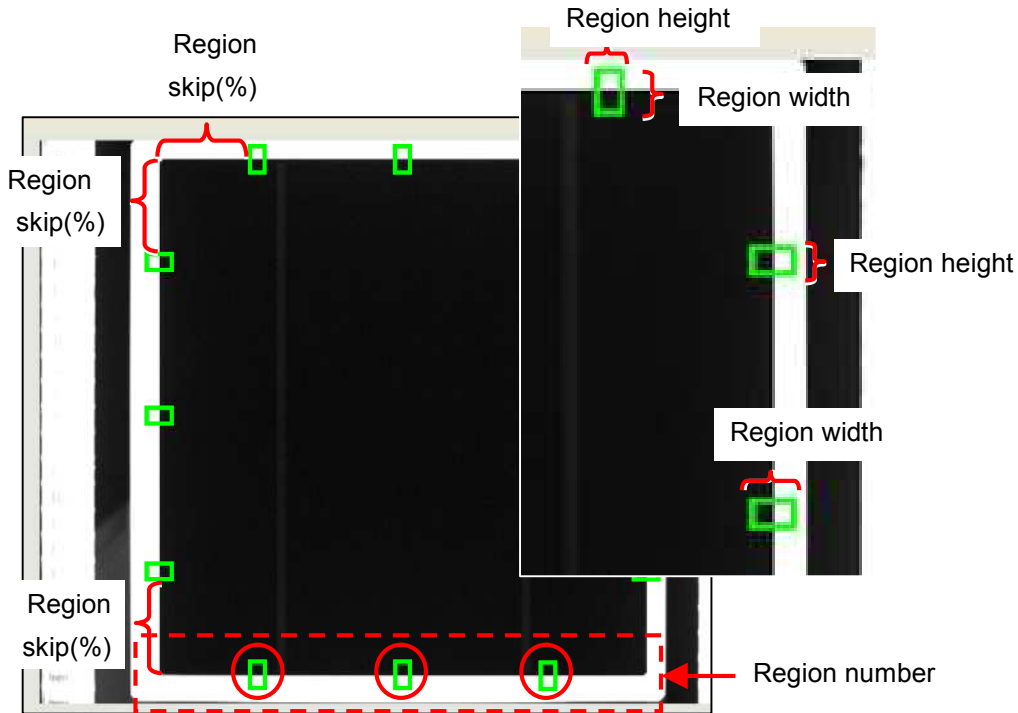 Region height
Region
skip(%)
Region width
Region
skip(%)
Region height
Region width
Region
skip(%)
Region number